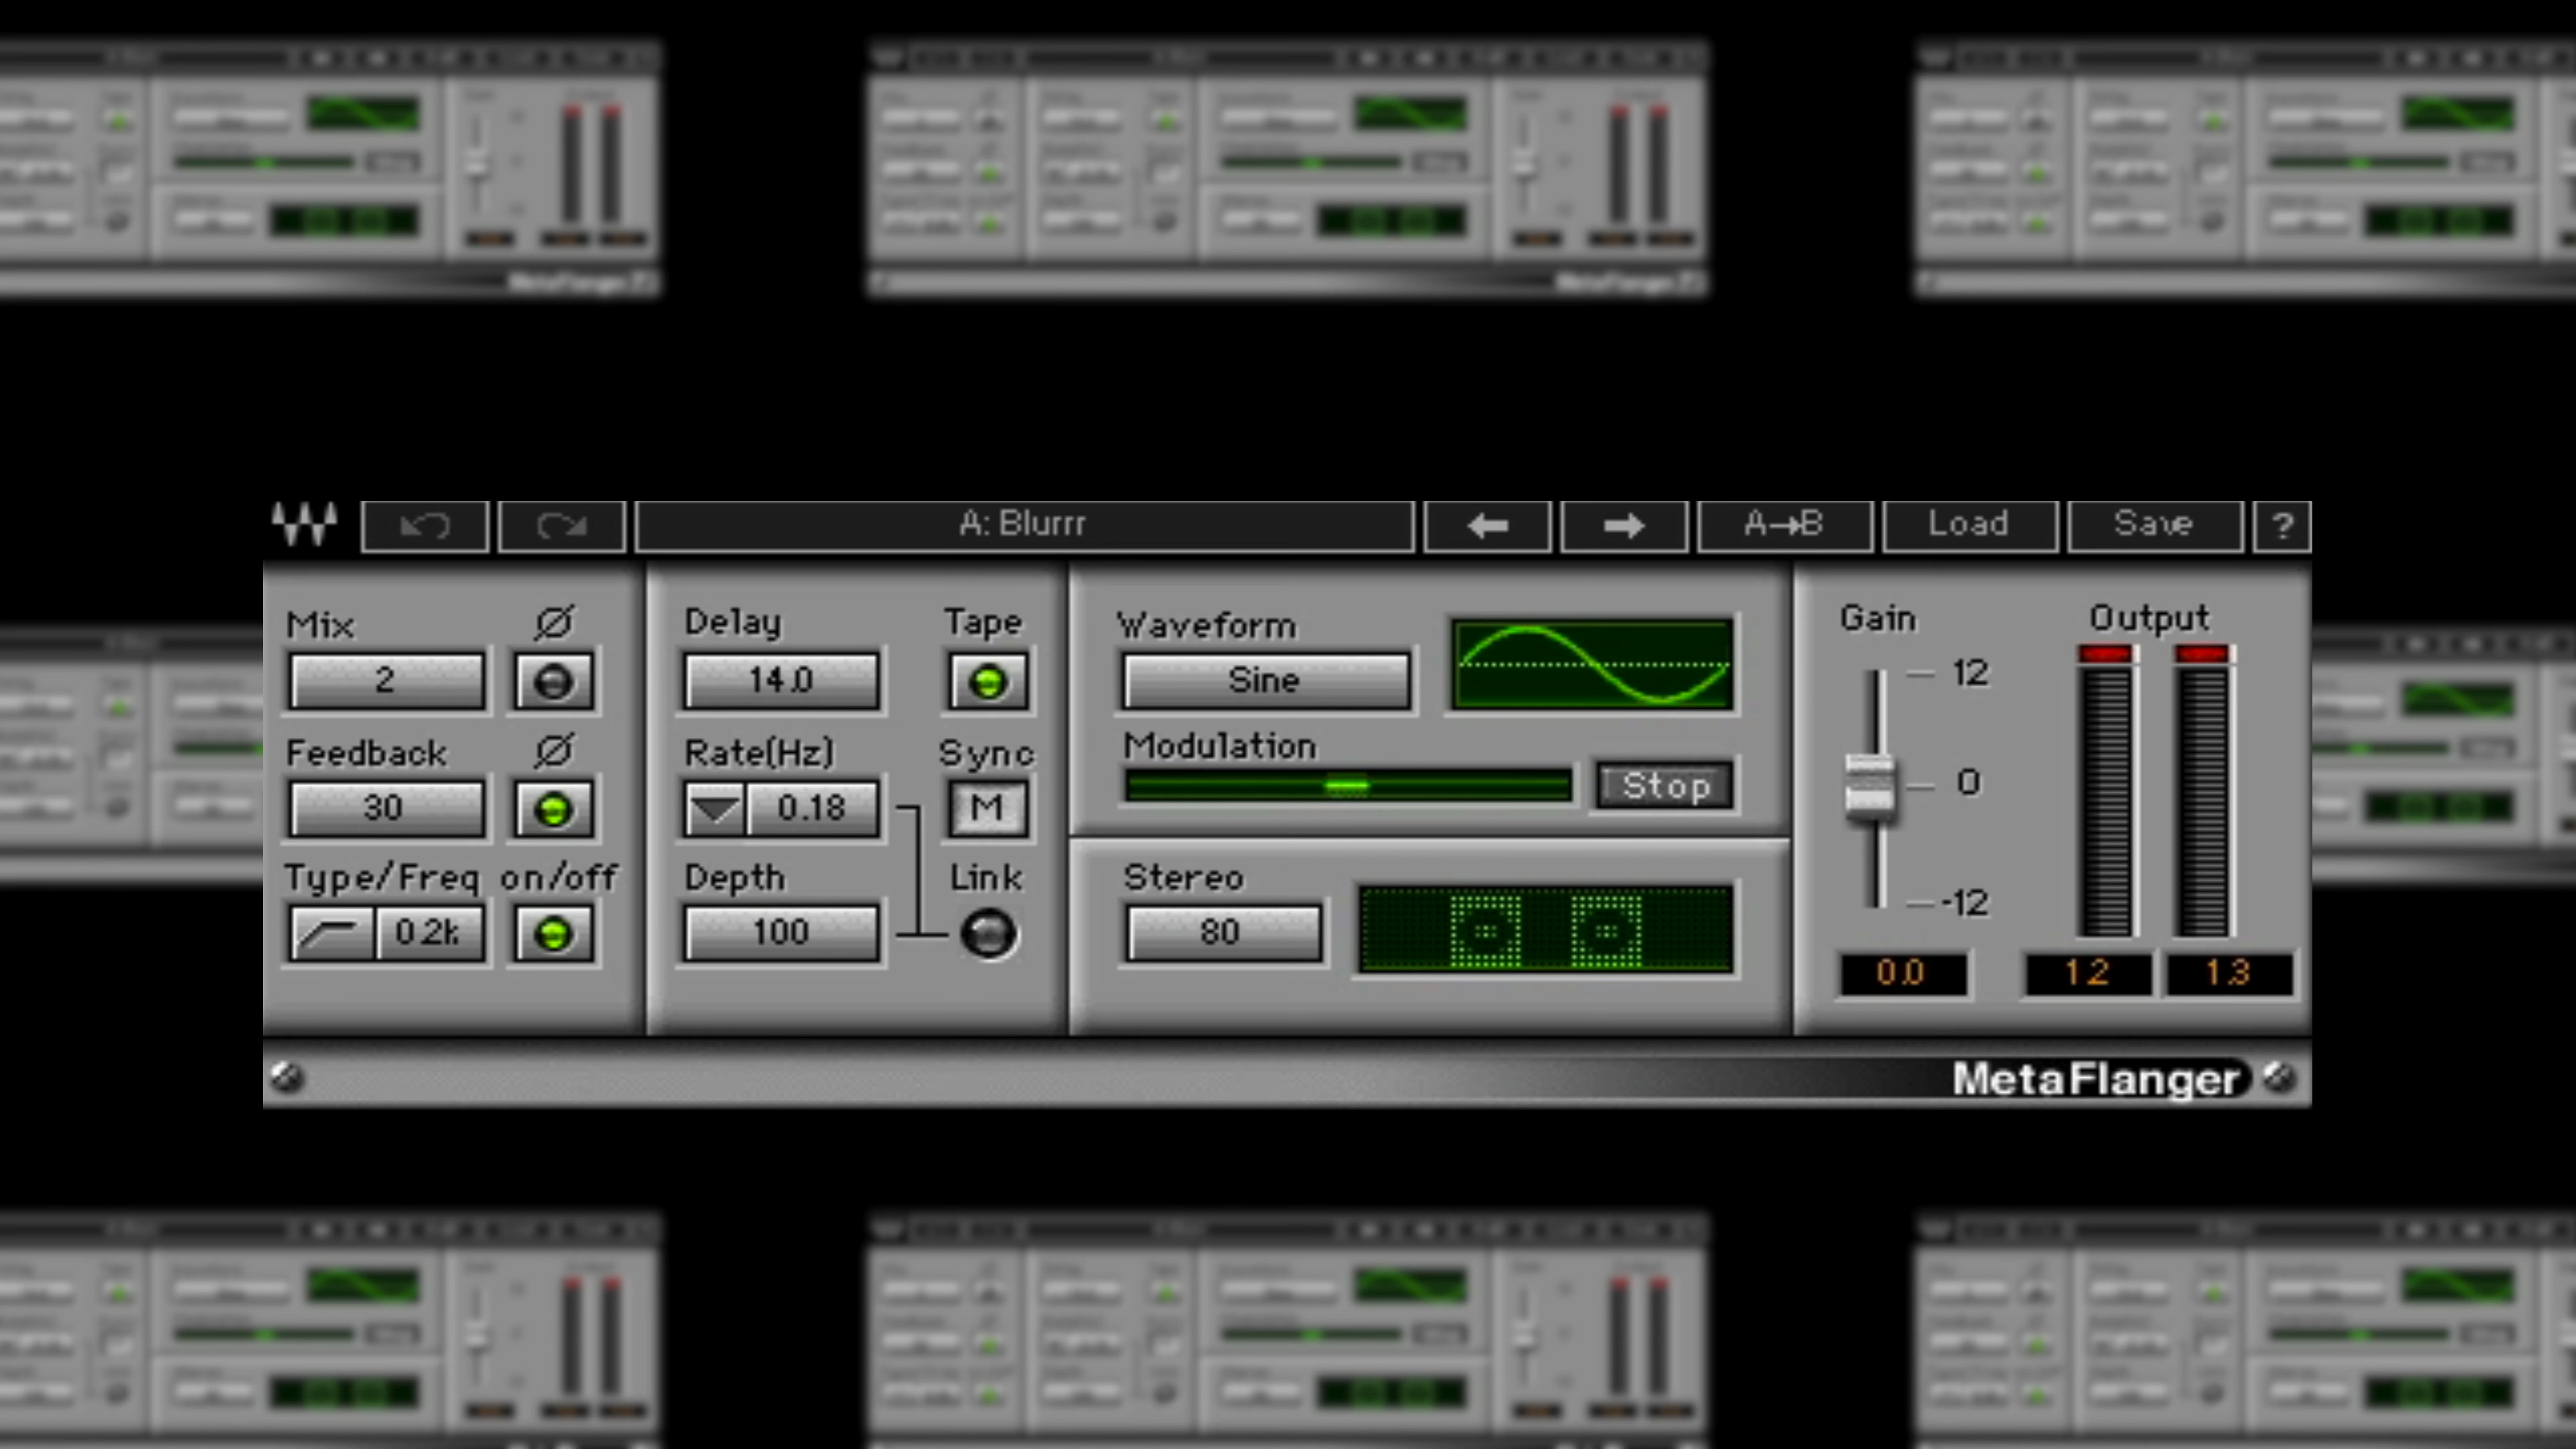 A: Blurrr A→B Load Save ?
Mix Ø Delay Tape Waveform Gain Output
2 14.0 Sine 12
Feedback Ø Rate(Hz) Sync Modulation
30 0.18 M Stop 0
Type/Freq on/off Depth Link Stereo
0.2k 100 80 -12
0.0 1.2 1.3
MetaFlanger